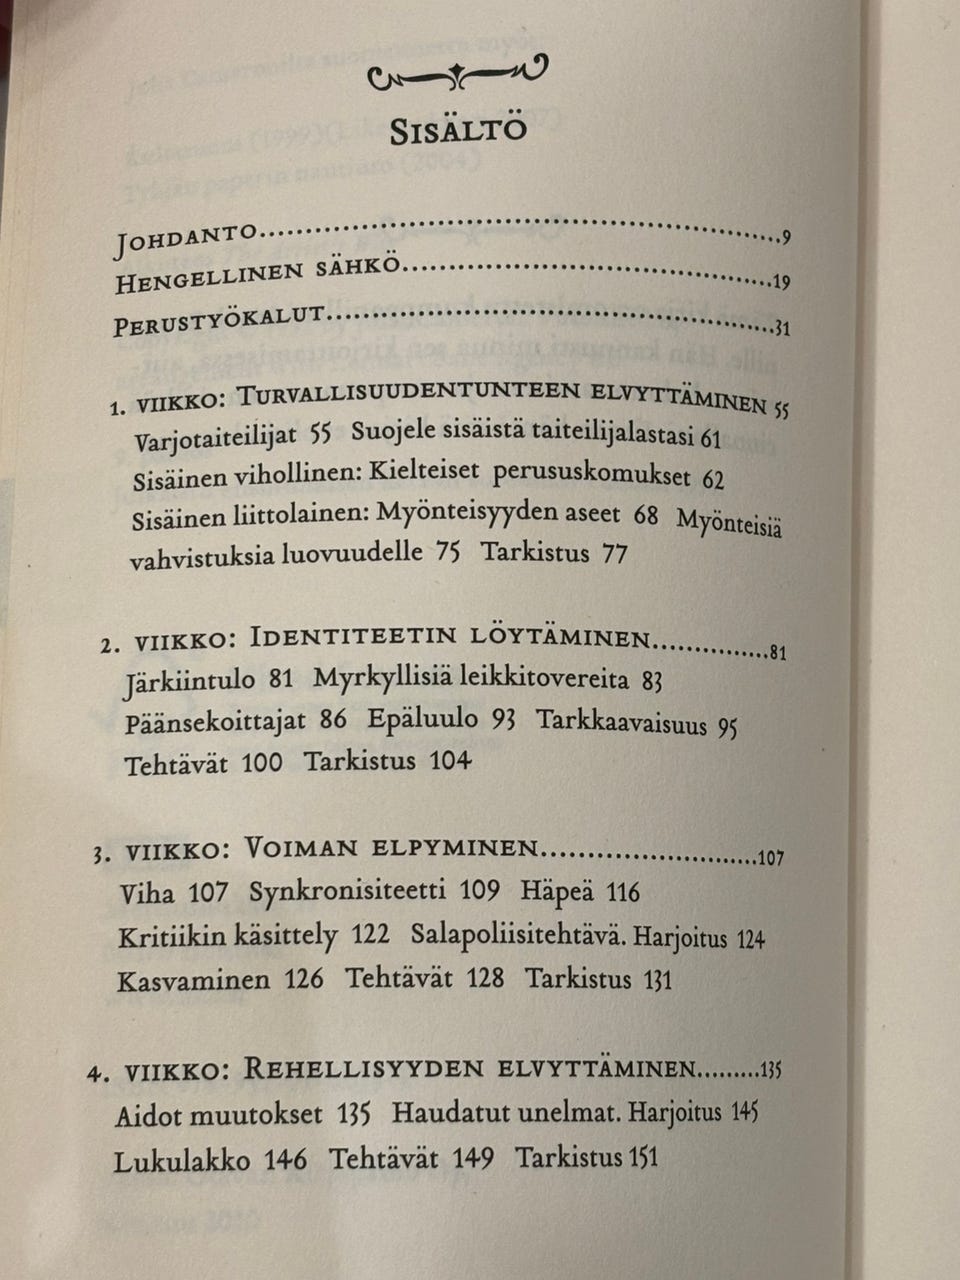 Sisältö
Johdanto..........9
Hengellinen sähkö..........19
Perustyökalut..........31
1. viikko: Turvallisuudentunteen elvyttäminen 55
Varjotaiteilijat 55 Suojele sisäistä taiteilijalastasi 61
Sisäinen vihollinen: Kielteiset perususkomukset 62
Sisäinen liittolainen: Myönteisyyden aseet 68 Myönteisiä
vahvistuksia luovuudelle 75 Tarkistus 77
2. viikko: Identiteetin löytäminen..........81
Järkiintulo 81 Myrkyllisiä leikkitovereita 83
Päänsekoittajat 86 Epäluulo 93 Tarkkaavaisuus 95
Tehtävät 100 Tarkistus 104
3. viikko: Voiman elpyminen..........107
Viha 107 Synkronisiteetti 109 Häpeä 116
Kritiikin käsittely 122 Salapoliisitehtävä. Harjoitus 124
Kasvaminen 126 Tehtävät 128 Tarkistus 131
4. viikko: Rehellisyyden elvyttäminen.........135
Aidot muutokset 135 Haudatut unelmat. Harjoitus 145
Lukulakko 146 Tehtävät 149 Tarkistus 151